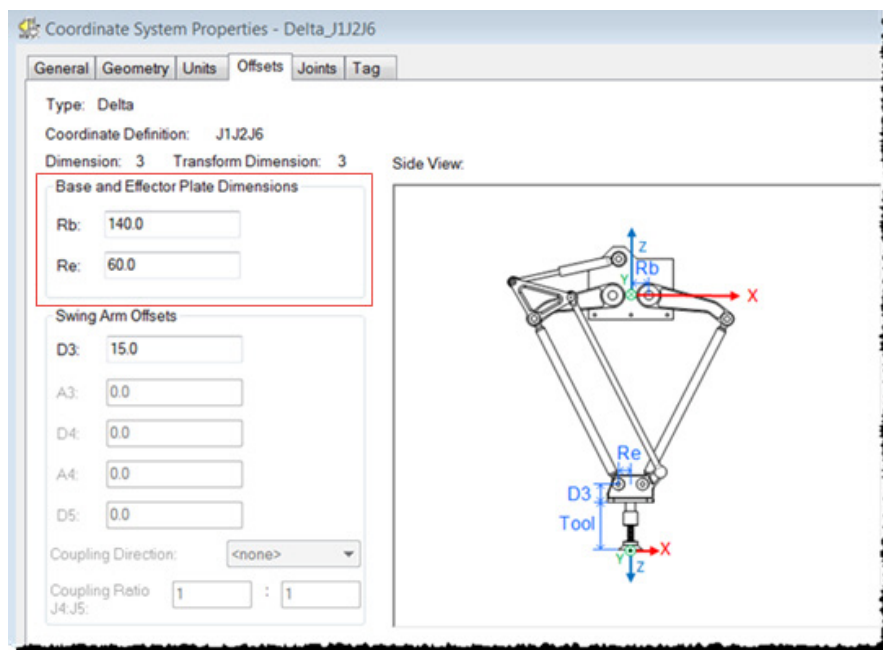 Coordinate System Properties - Delta_J1J2J6
General Geometry Units Offsets Joints Tag
Type: Delta
Coordinate Definition: J1J2J6
Dimension: 3 Transform Dimension: 3
Side View:
Base and Effector Plate Dimensions
Rb: 140.0
Re: 60.0
Swing Arm Offsets
D3: 15.0
A3: 0.0
D4: 0.0
A4: 0.0
D5: 0.0
Coupling Direction: <none>
Coupling Ratio 1 : 1
J4:J5:
Z
Y Rb
X
Re
D3
Tool
Y X
Z